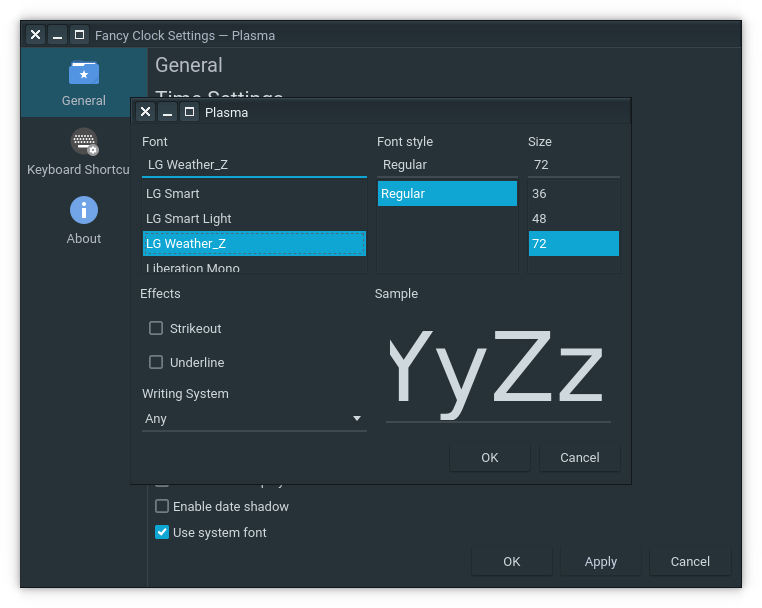 Fancy Clock Settings — Plasma
General
General
Time Settings
Keyboard Shortcu
About
Plasma
Font
Font style
Size
LG Weather_Z
Regular
72
LG Smart
LG Smart Light
LG Weather_Z
Liberation Mono
Regular
36
48
72
Effects
Strikeout
Underline
Writing System
Any
Sample
YyZz
OK
Cancel
Enable date shadow
Use system font
OK
Apply
Cancel